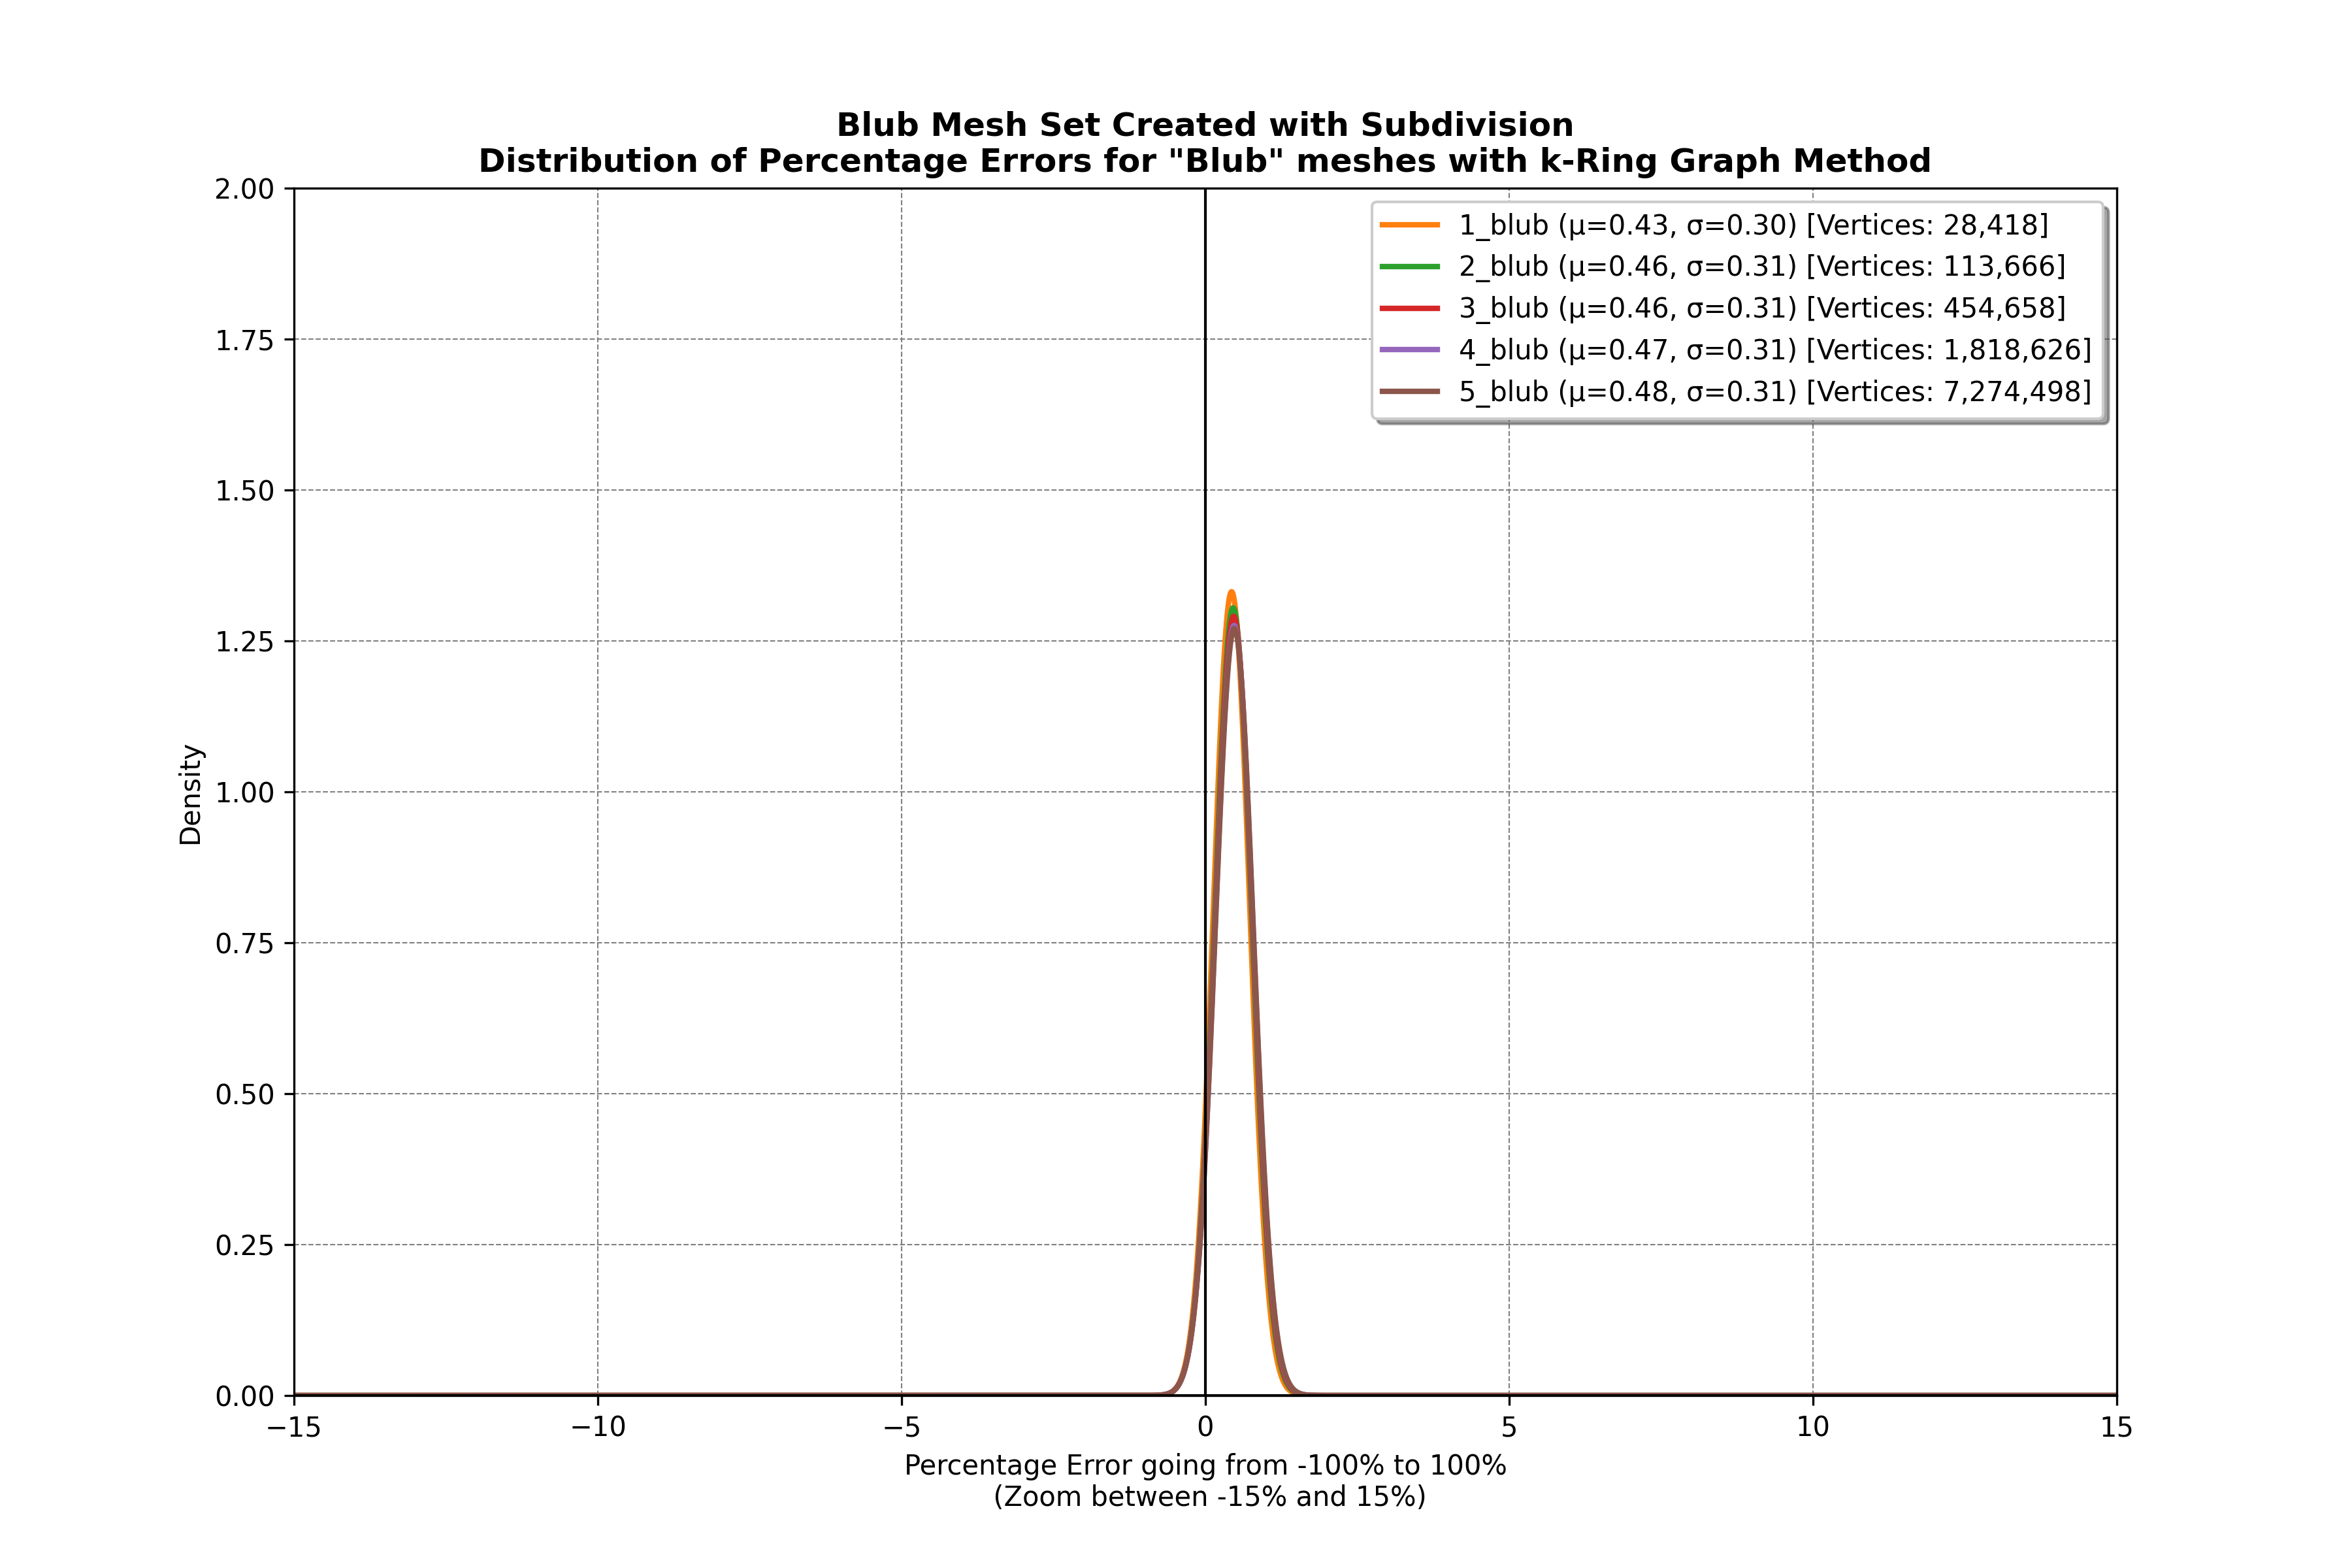 Blub Mesh Set Created with Subdivision
Distribution of Percentage Errors for "Blub" meshes with k-Ring Graph Method
2.00
1.75
1.50
1.25
1.00
0.75
0.50
0.25
0.00
Density
1_blub (μ=0.43, σ=0.30) [Vertices: 28,418]
2_blub (μ=0.46, σ=0.31) [Vertices: 113,666]
3_blub (μ=0.46, σ=0.31) [Vertices: 454,658]
4_blub (μ=0.47, σ=0.31) [Vertices: 1,818,626]
5_blub (μ=0.48, σ=0.31) [Vertices: 7,274,498]
−15 −10 −5 0 5 10 15
Percentage Error going from -100% to 100%
(Zoom between -15% and 15%)